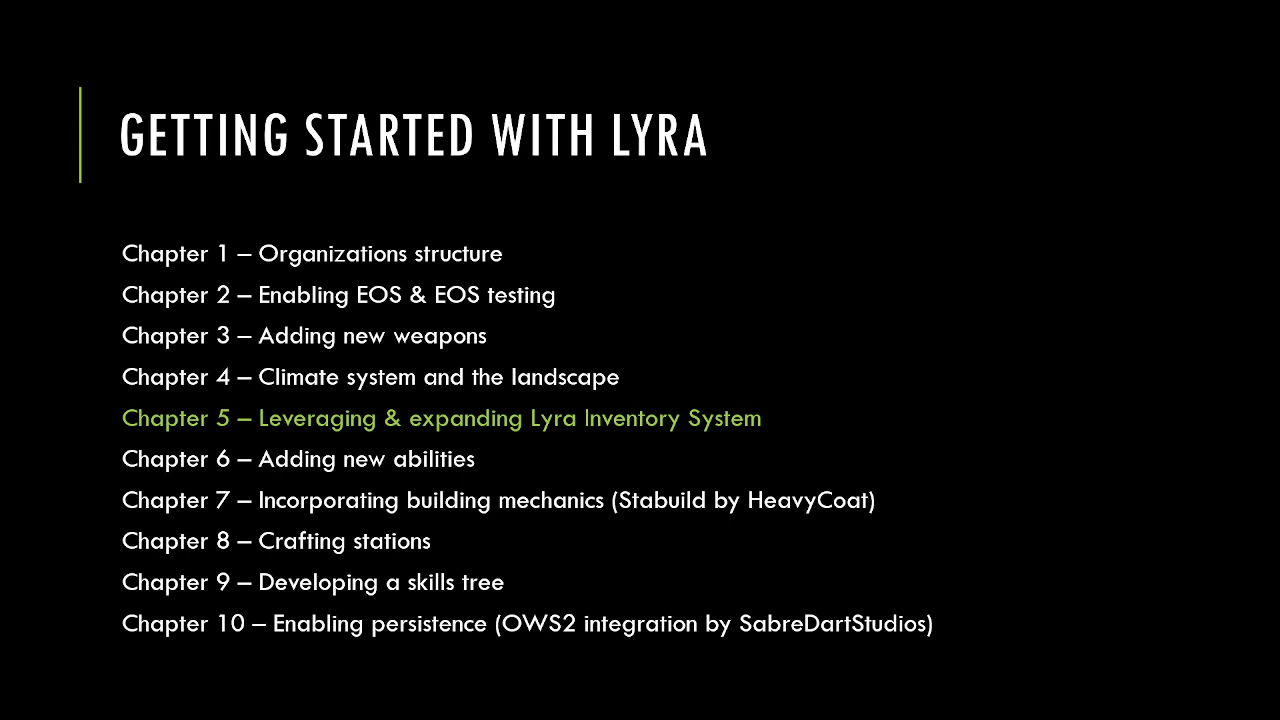 GETTING STARTED WITH LYRA
Chapter 1 – Organizations structure
Chapter 2 – Enabling EOS & EOS testing
Chapter 3 – Adding new weapons
Chapter 4 – Climate system and the landscape
Chapter 5 – Leveraging & expanding Lyra Inventory System
Chapter 6 – Adding new abilities
Chapter 7 – Incorporating building mechanics (Stabuild by HeavyCoat)
Chapter 8 – Crafting stations
Chapter 9 – Developing a skills tree
Chapter 10 – Enabling persistence (OWS2 integration by SabreDartStudios)